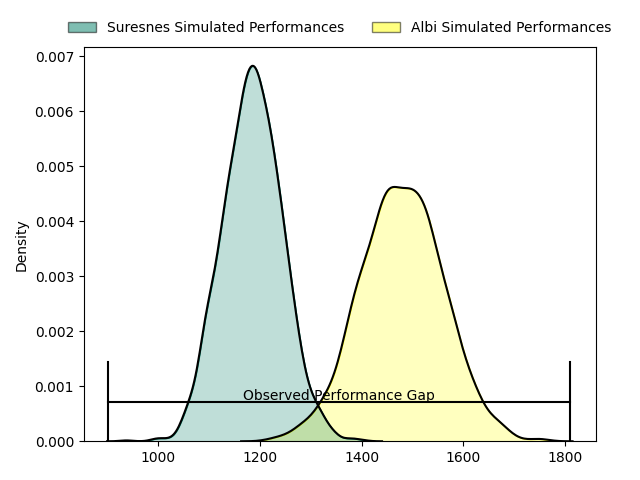 Suresnes Simulated Performances Albi Simulated Performances
0.007
0.006
0.005
0.004
0.003
0.002
0.001
0.000
Density
Observed Performance Gap
1000 1200 1400 1600 1800